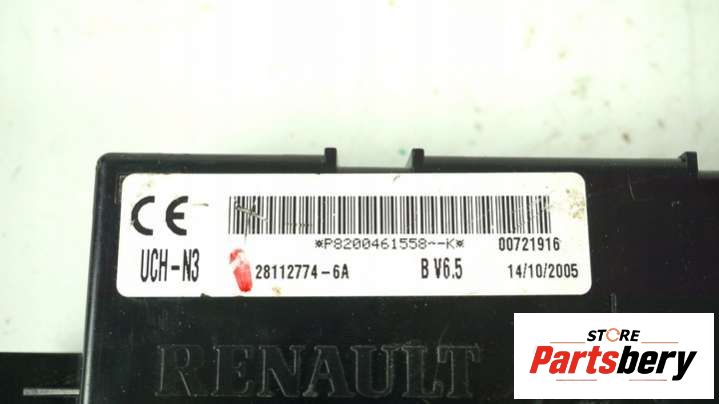 CE
*P8200461558~~K* 00721916
UCH-N3 28112774-6A B V6.5 14/10/2005
RENAULT
STORE
Partsbery